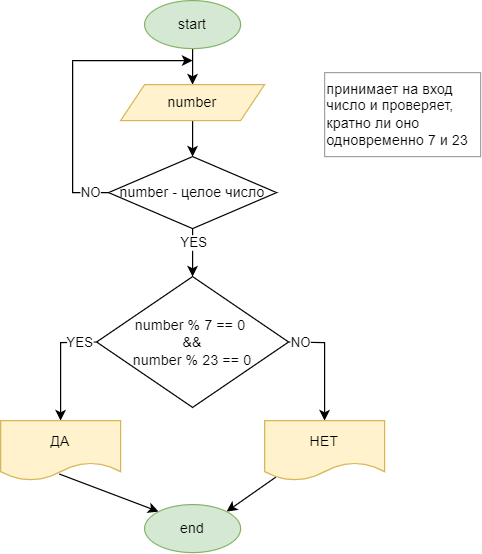 start
number
принимает на вход
число и проверяет,
кратно ли оно
одновременно 7 и 23
NO
number - целое число
YES
number % 7 == 0
&&
number % 23 == 0
YES
NO
ДА
НЕТ
end